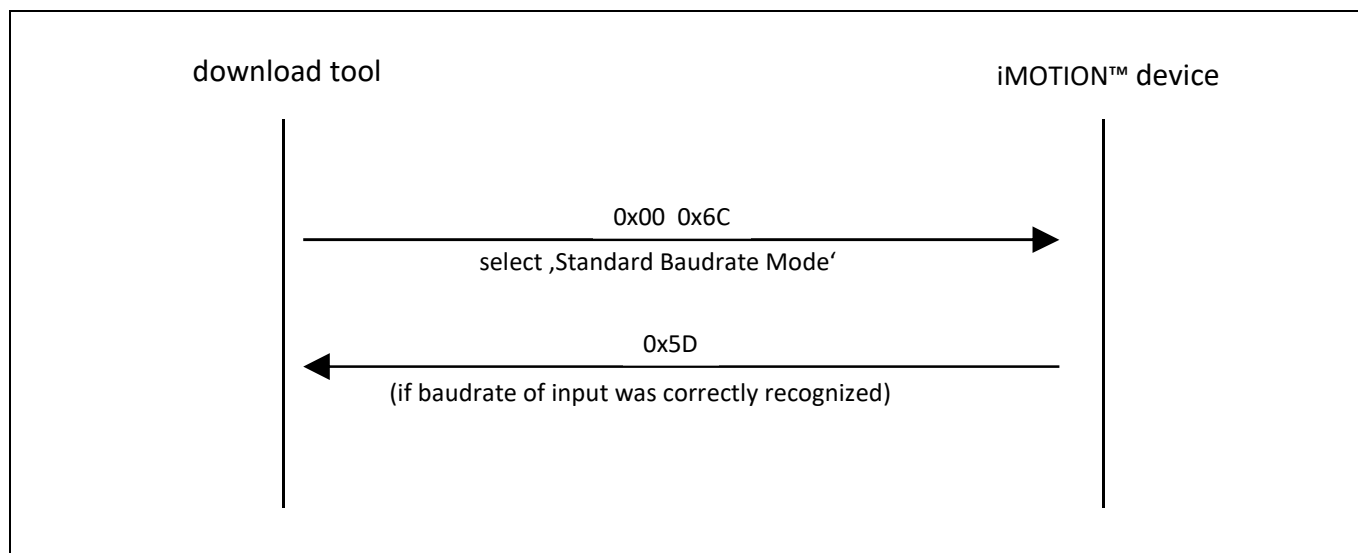 download tool
iMOTION™ device
0x00 0x6C
select ‚Standard Baudrate Mode‘
0x5D
(if baudrate of input was correctly recognized)